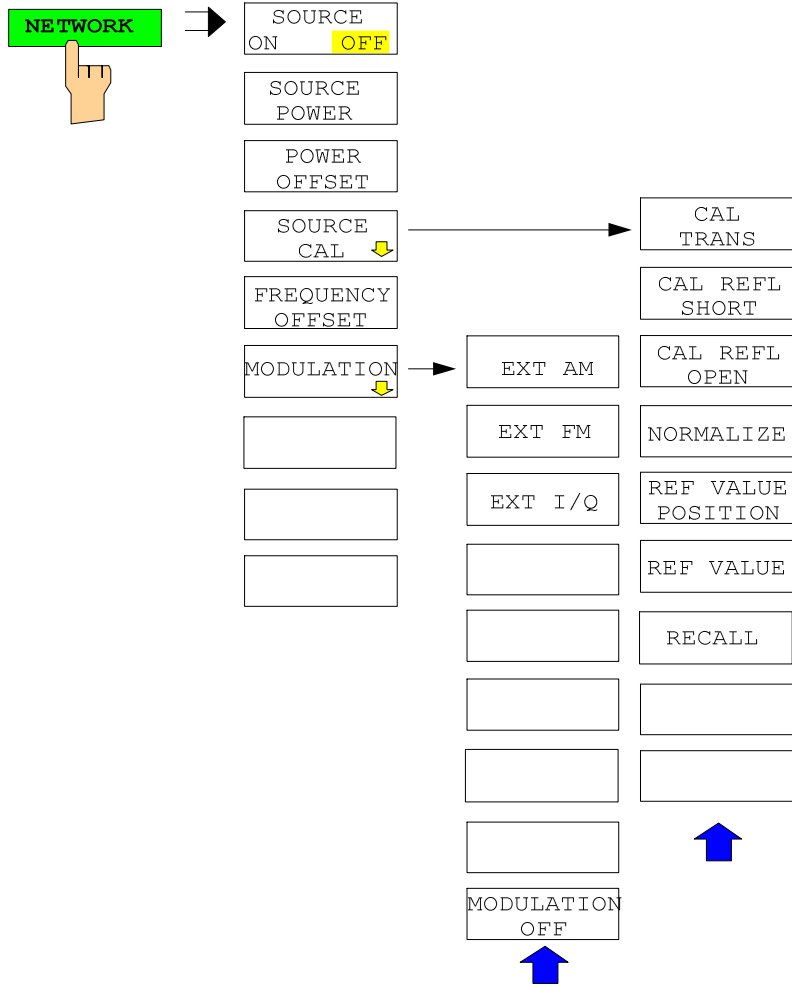 NETWORK
SOURCE
ON OFF
SOURCE
POWER
POWER
OFFSET
SOURCE
CAL
FREQUENCY
OFFSET
MODULATION
EXT AM
EXT FM
EXT I/Q
MODULATION
OFF
CAL
TRANS
CAL REFL
SHORT
CAL REFL
OPEN
NORMALIZE
REF VALUE
POSITION
REF VALUE
RECALL